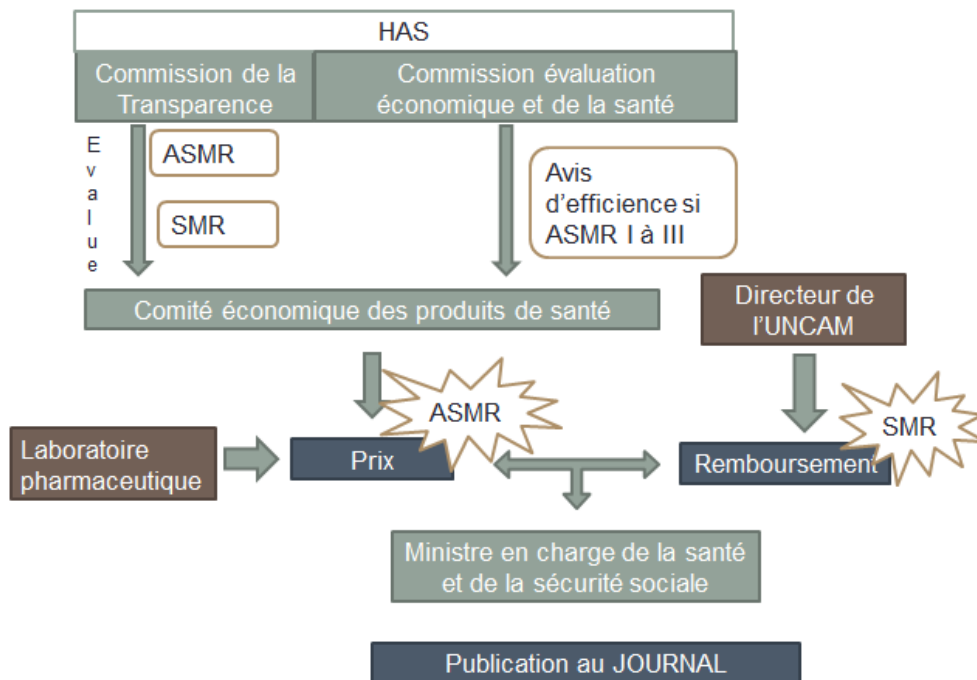 HAS
Commission de la
Transparence
Commission évaluation
économique et de la santé
Evalue
ASMR
SMR
Avis
d'efficience si
ASMR I à III
Comité économique des produits de santé
Directeur de
l'UNCAM
ASMR
SMR
Laboratoire
pharmaceutique
Prix
Remboursement
Ministre en charge de la santé
et de la sécurité sociale
Publication au JOURNAL